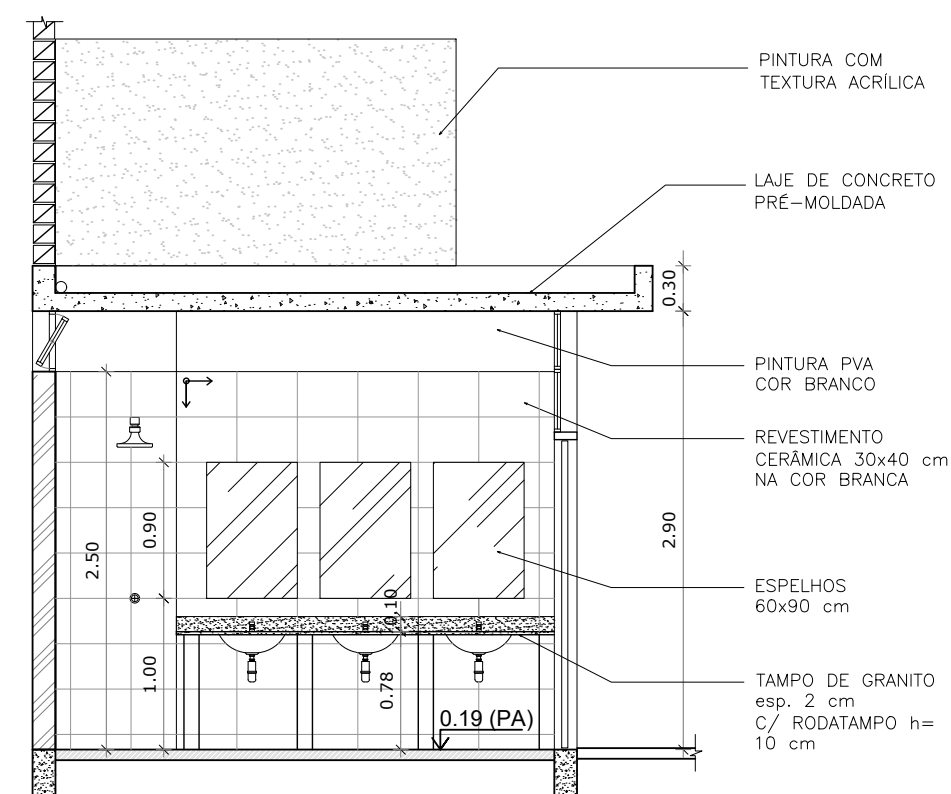 PINTURA COM
TEXTURA ACRÍLICA
LAJE DE CONCRETO
PRÉ-MOLDADA
0.30
PINTURA PVA
COR BRANCO
REVESTIMENTO
CERÂMICA 30x40 cm
NA COR BRANCA
2.90
0.90
2.50
ESPELHOS
60x90 cm
0.10
1.00
0.78
0.19 (PA)
TAMPO DE GRANITO
esp. 2 cm
C/ RODATAMPO h=
10 cm